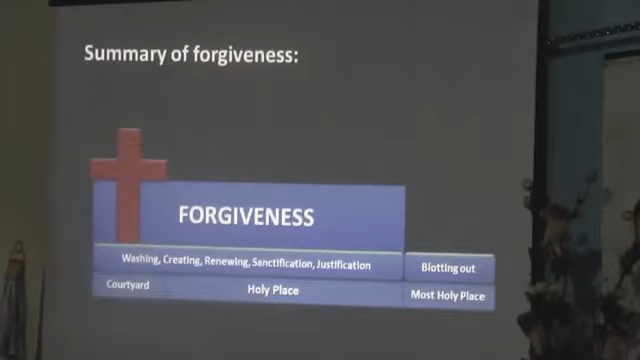 Summary of forgiveness:
FORGIVENESS
Washing, Creating, Renewing, Sanctification, Justification
Blotting out
Courtyard
Holy Place
Most Holy Place